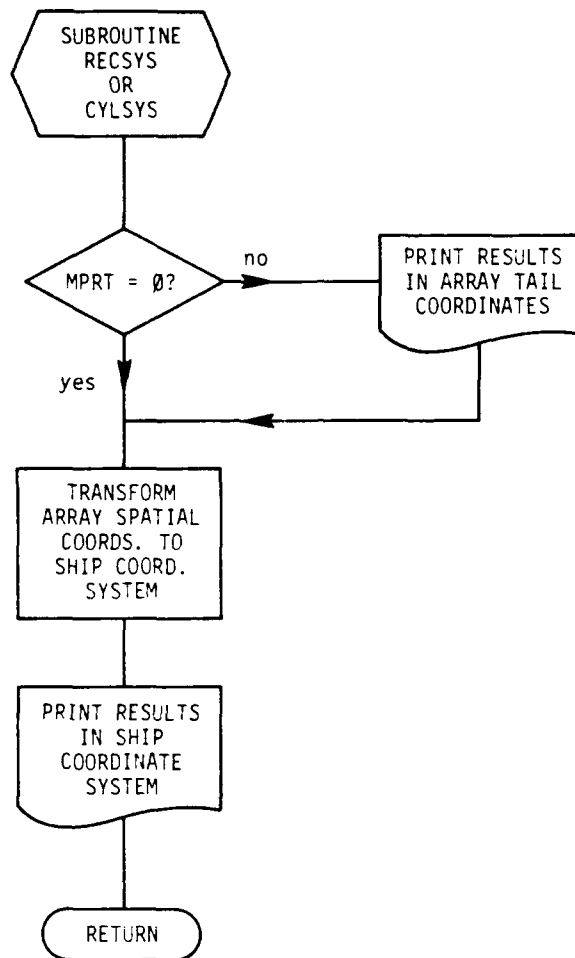 SUBROUTINE
RECSYS
OR
CYLSYS
MPRT = Ø?
no
PRINT RESULTS
IN ARRAY TAIL
COORDINATES
yes
TRANSFORM
ARRAY SPATIAL
COORDS. TO
SHIP COORD.
SYSTEM
PRINT RESULTS
IN SHIP
COORDINATE
SYSTEM
RETURN